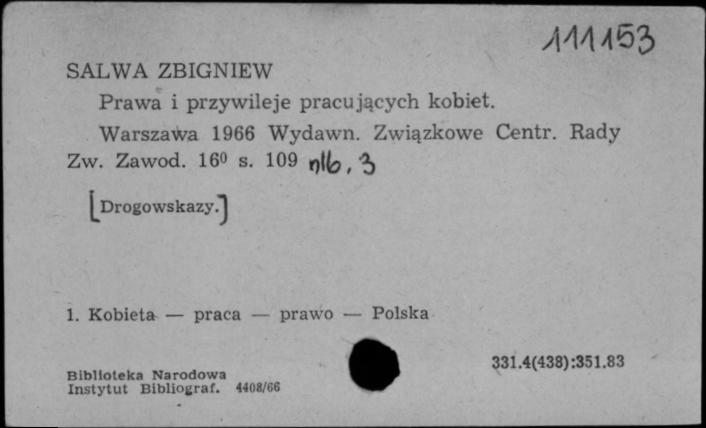 111153
SALWA ZBIGNIEW
Prawa i przywileje pracujących kobiet.
Warszawa 1966 Wydawn. Związkowe Centr. Rady
Zw. Zawod. 16⁰ s. 109 nlb. 3
[Drogowskazy.]
1. Kobieta — praca — prawo — Polska
331.4(438):351.83
Biblioteka Narodowa
Instytut Bibliograf. 4408/66